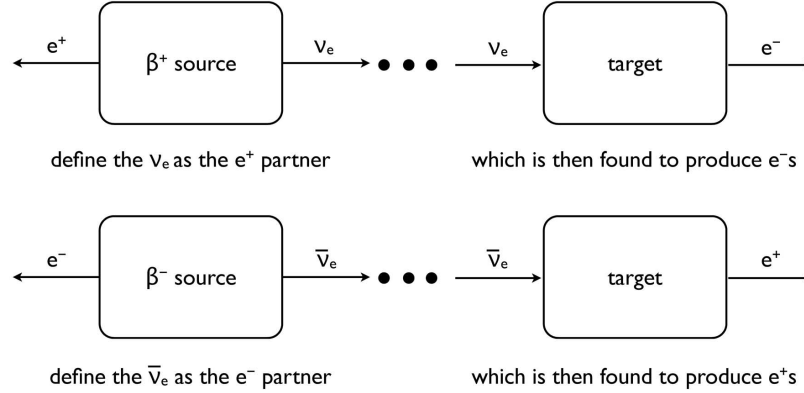 e⁺ β⁺ source νₑ νₑ target e⁻
define the νₑ as the e⁺ partner which is then found to produce e⁻s
e⁻ β⁻ source ν̅ₑ ν̅ₑ target e⁺
define the ν̅ₑ as the e⁻ partner which is then found to produce e⁺s